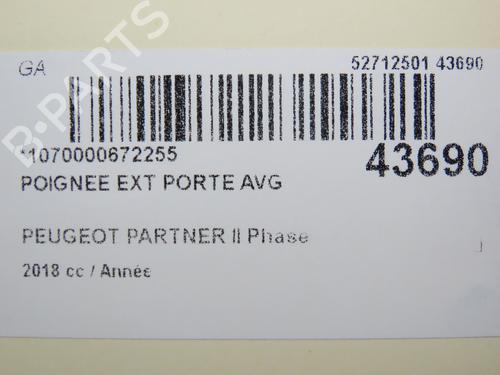 GA
52712501 43690
*1070000672255
43690
POIGNEE EXT PORTE AVG
PEUGEOT PARTNER II Phase
2018 cc / Année
B-PARTS